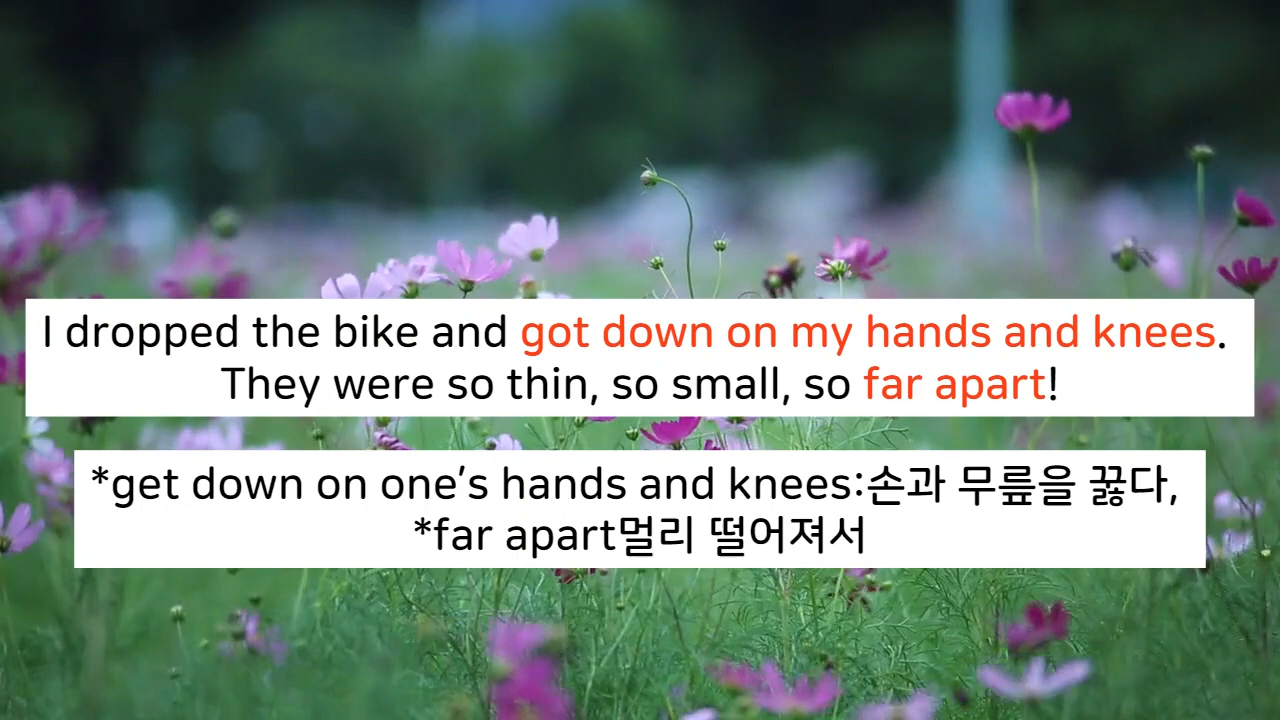 I dropped the bike and got down on my hands and knees.
They were so thin, so small, so far apart!
*get down on one's hands and knees:손과 무릎을 꿇다,
*far apart멀리 떨어져서